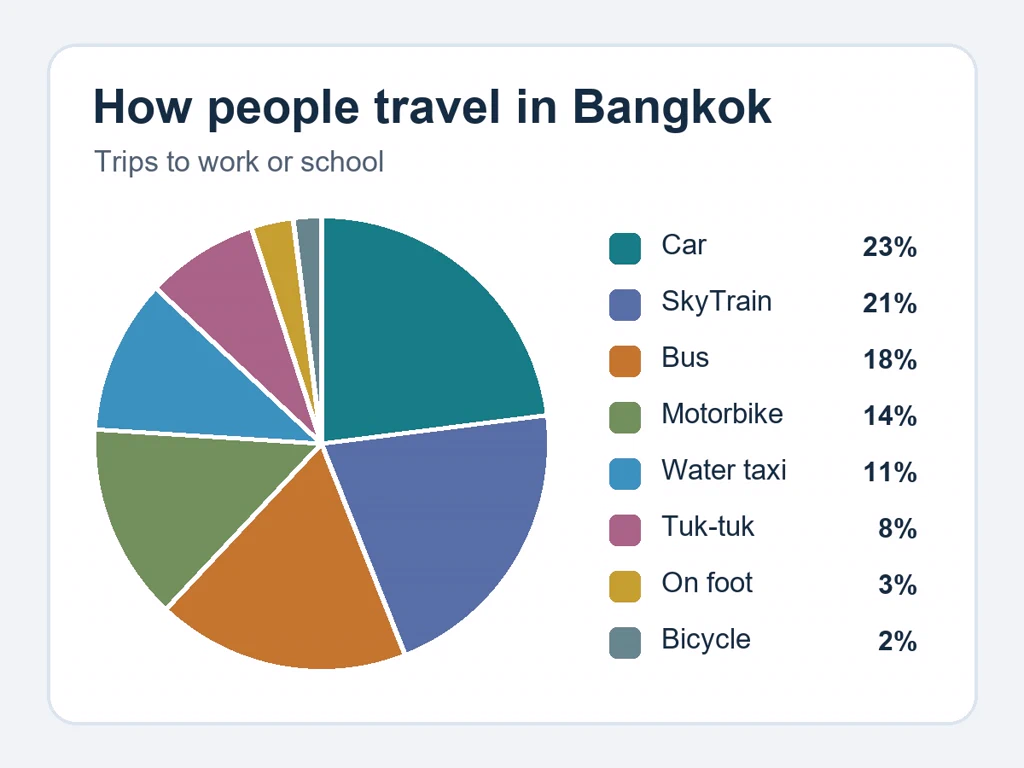 How people travel in Bangkok
Trips to work or school
Car 23%
SkyTrain 21%
Bus 18%
Motorbike 14%
Water taxi 11%
Tuk-tuk 8%
On foot 3%
Bicycle 2%